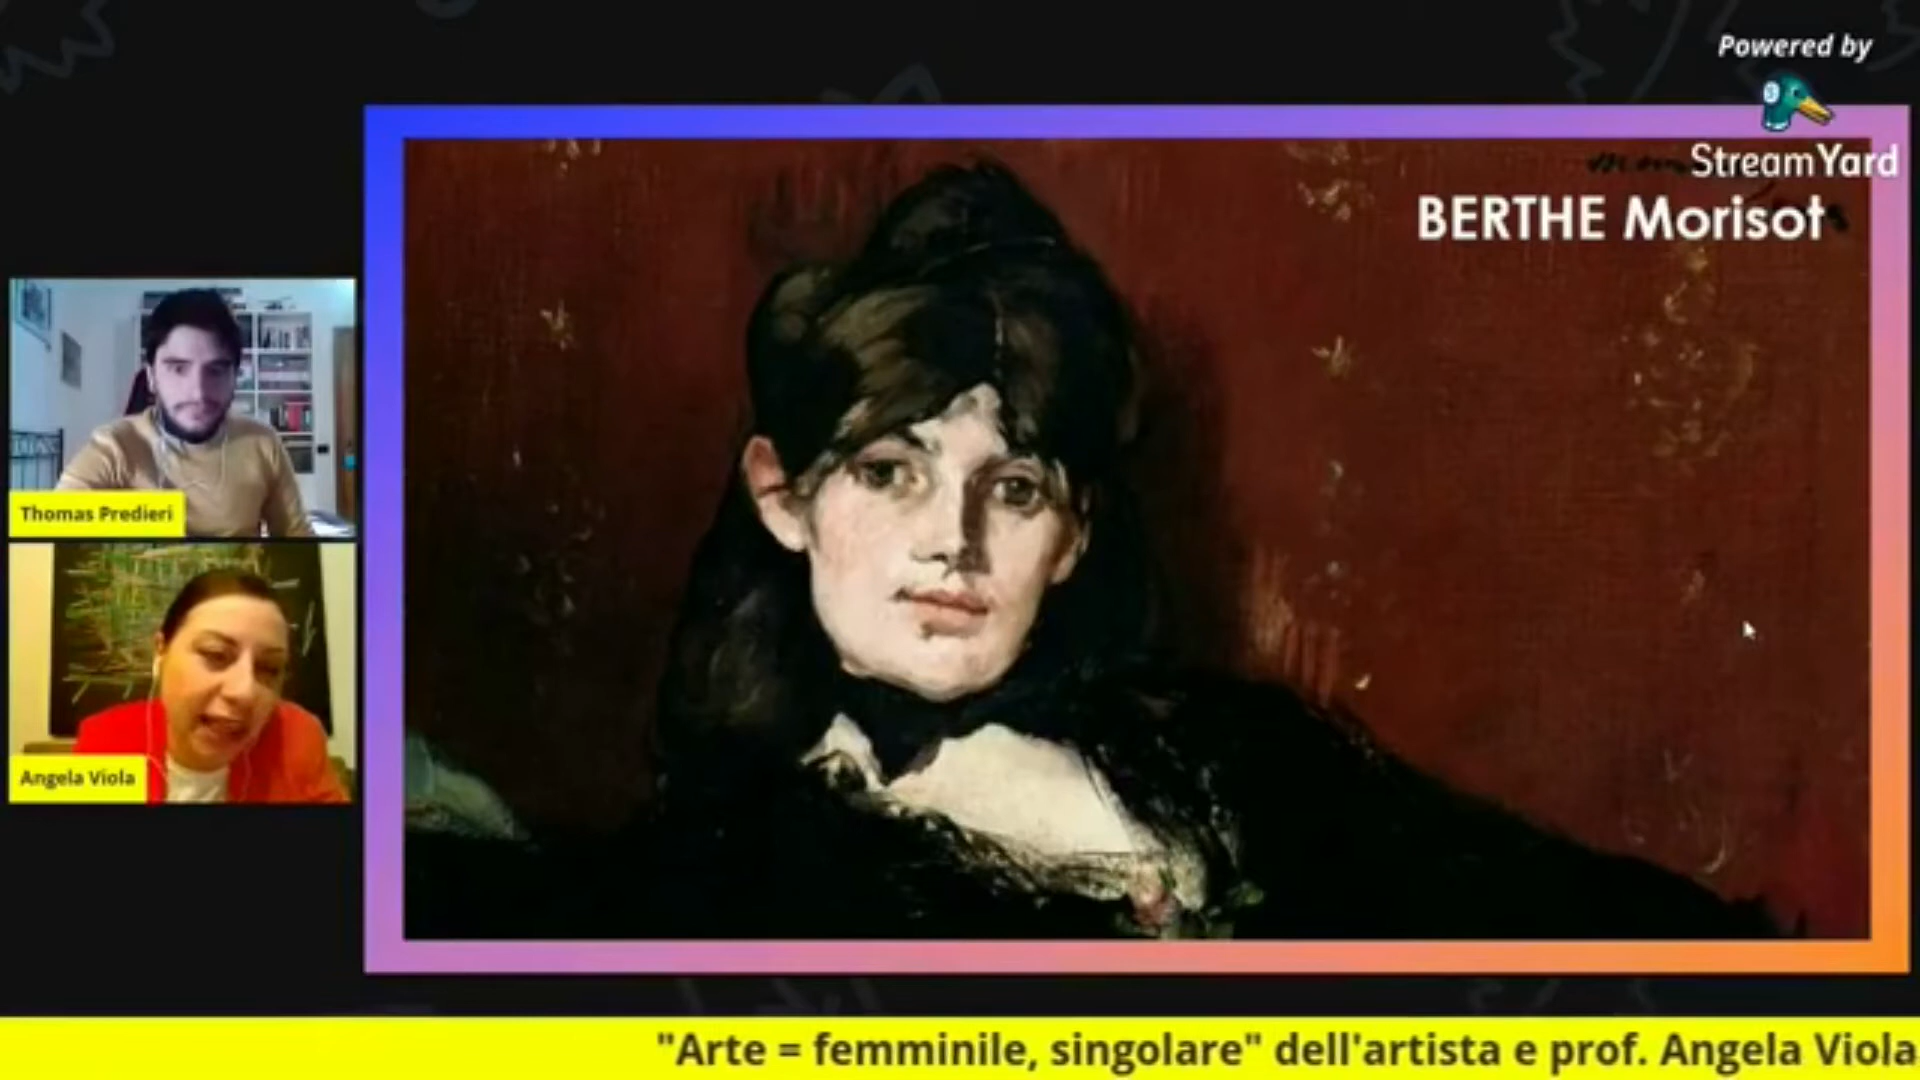 Powered by
StreamYard
BERTHE Morisot
Thomas Predieri
Angela Viola
"Arte = femminile, singolare" dell'artista e prof. Angela Viola